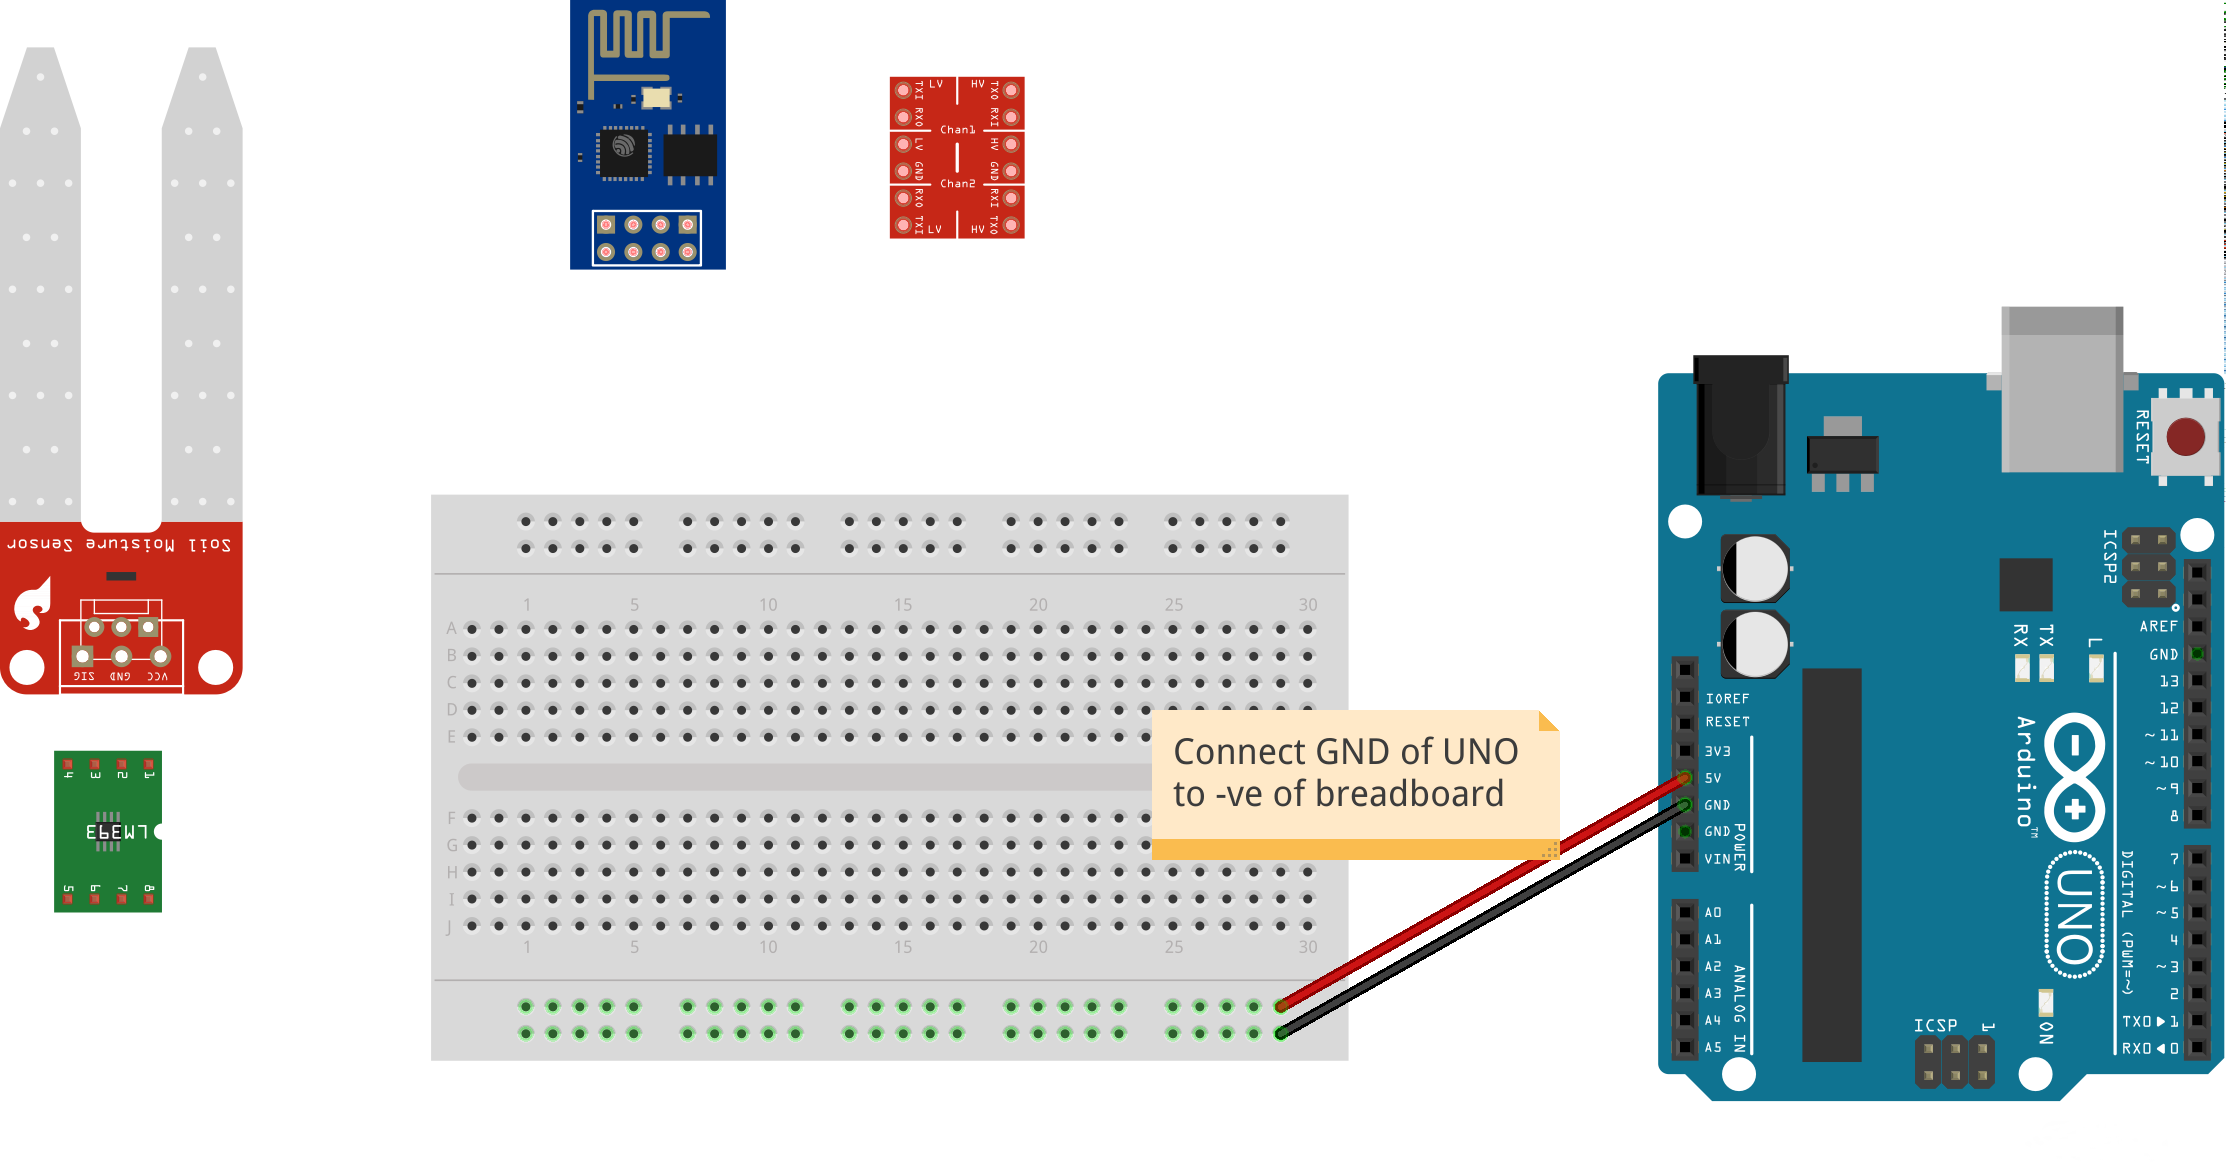 TXI LV HV TXO
RXO RXI
Chan1
LV HV
GND GND
Chan2
RXO RXI
TXI LV HV TXO
Soil Moisture Sensor
SIG GND VCC
4 3 2 1
LM393
5 6 7 8
1 5 10 15 20 25 30
A
B
C
D
E
F
G
H
I
J
1 5 10 15 20 25 30
Connect GND of UNO
to -ve of breadboard
RESET
ICSP2
IOREF
RESET
3V3
5V
GND
GND
VIN
POWER
A0
A1
A2
A3
A4
A5
ANALOG IN
RX TX L
Arduino™
UNO
ON
ICSP 1
AREF
GND
13
12
~11
~10
~9
8
7
~6
~5
4
~3
2
TXO▶1
RXO◀0
DIGITAL (PWM=~)